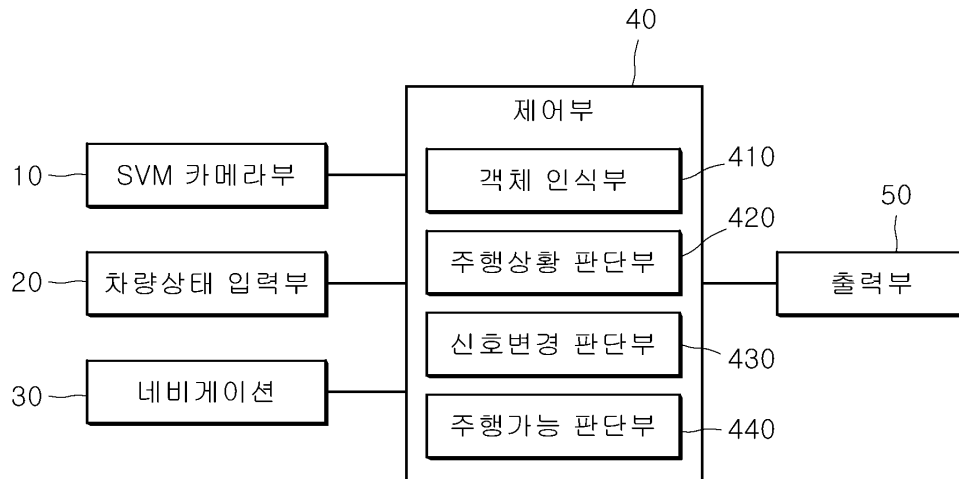 40
제어부
10
SVM 카메라부
객체 인식부
410
420
50
주행상황 판단부
20
차량상태 입력부
출력부
신호변경 판단부
430
30
네비게이션
주행가능 판단부
440